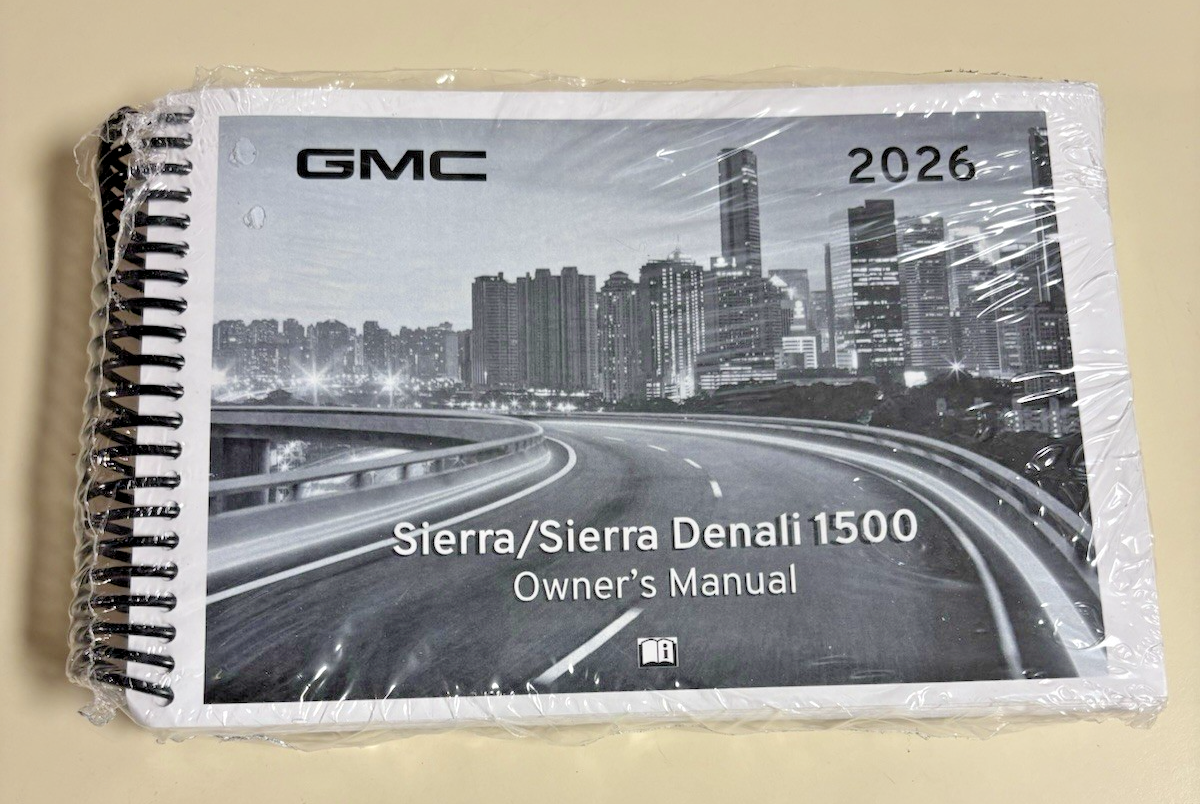 GMC
2026
Sierra/Sierra Denali 1500
Owner's Manual
i